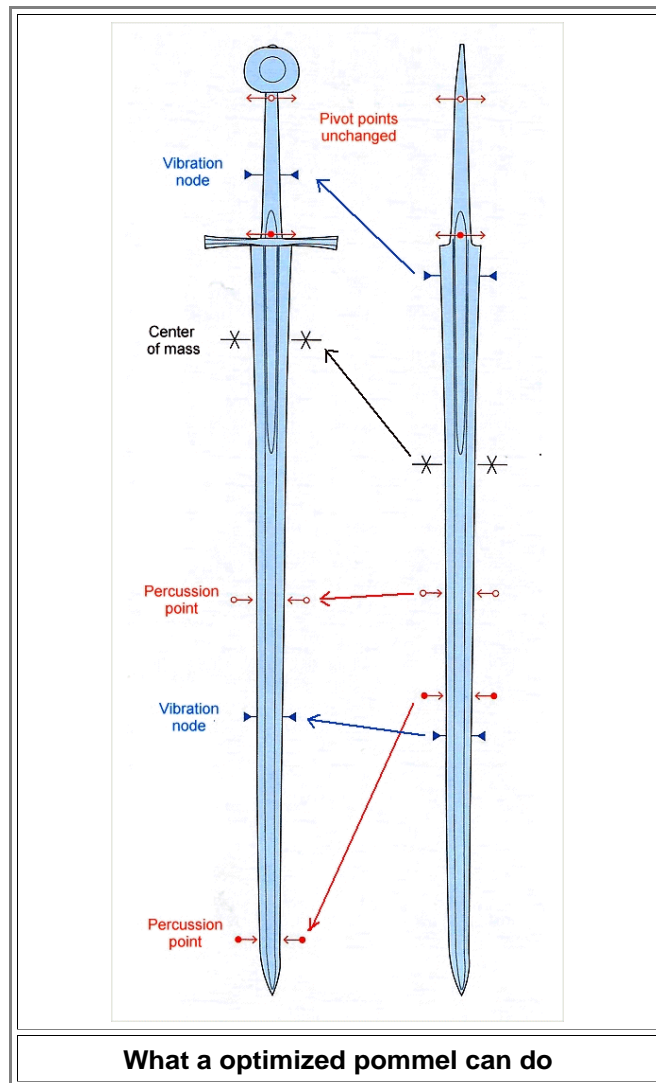 Pivot points
unchanged
Vibration
node
Center
of mass
Percussion
point
Vibration
node
Percussion
point
What a optimized pommel can do